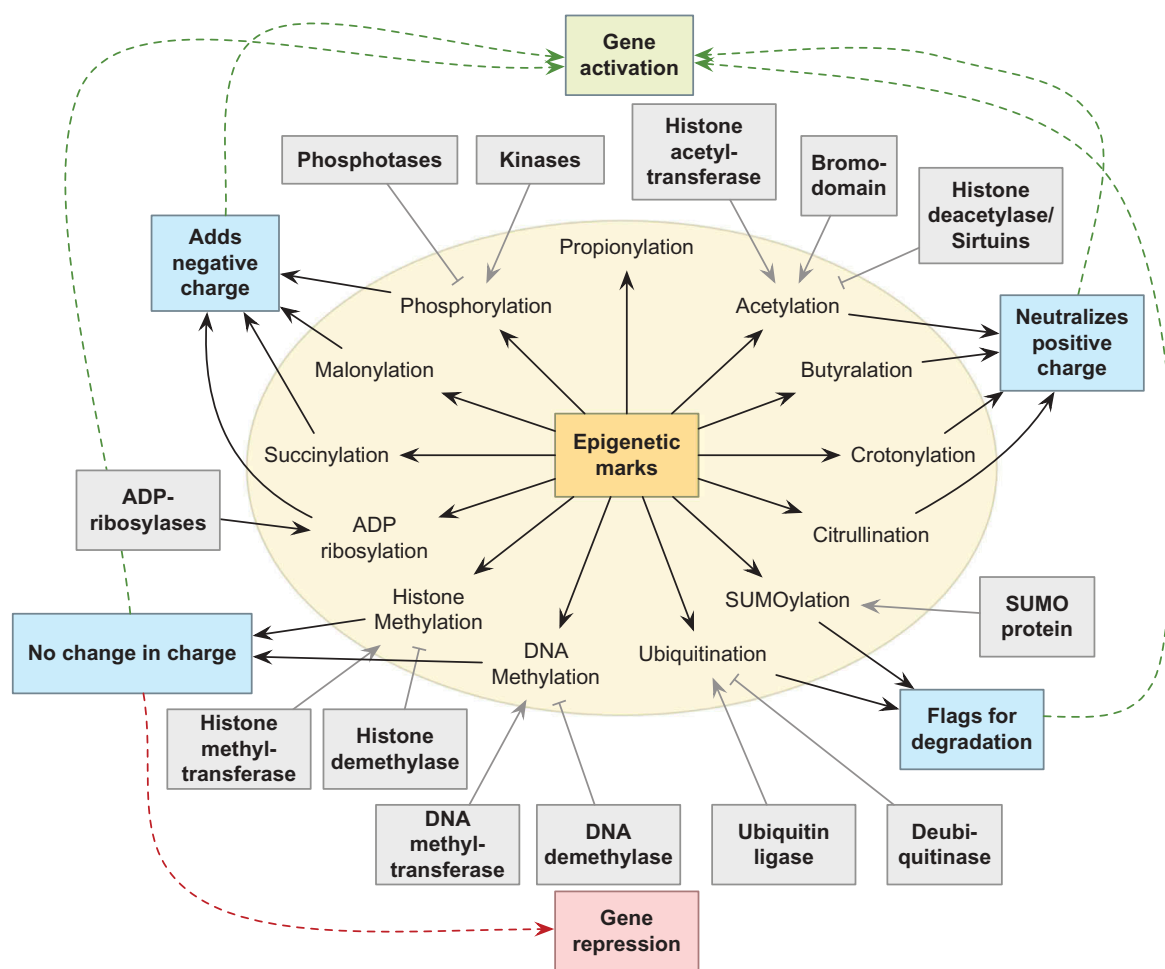 Gene
activation
Phosphotases
Kinases
Histone
acetyl-
transferase
Bromo-
domain
Histone
deacetylase/
Sirtuins
Adds
negative
charge
Propionylation
Phosphorylation
Acetylation
Neutralizes
positive
charge
Malonylation
Butyralation
Epigenetic
marks
Succinylation
Crotonylation
ADP-
ribosylases
ADP
ribosylation
Citrullination
Histone
Methylation
SUMOylation
SUMO
protein
No change in charge
DNA
Methylation
Ubiquitination
Flags for
degradation
Histone
methyl-
transferase
Histone
demethylase
DNA
methyl-
transferase
DNA
demethylase
Ubiquitin
ligase
Deubi-
quitinase
Gene
repression